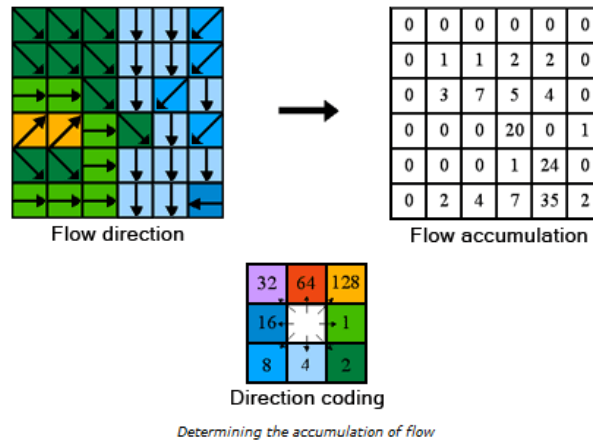 0 0 0 0 0 0
0 1 1 2 2 0
0 3 7 5 4 0
0 0 0 20 0 1
0 0 0 1 24 0
0 2 4 7 35 2
Flow direction
Flow accumulation
32 64 128
16 1
8 4 2
Direction coding
Determining the accumulation of flow